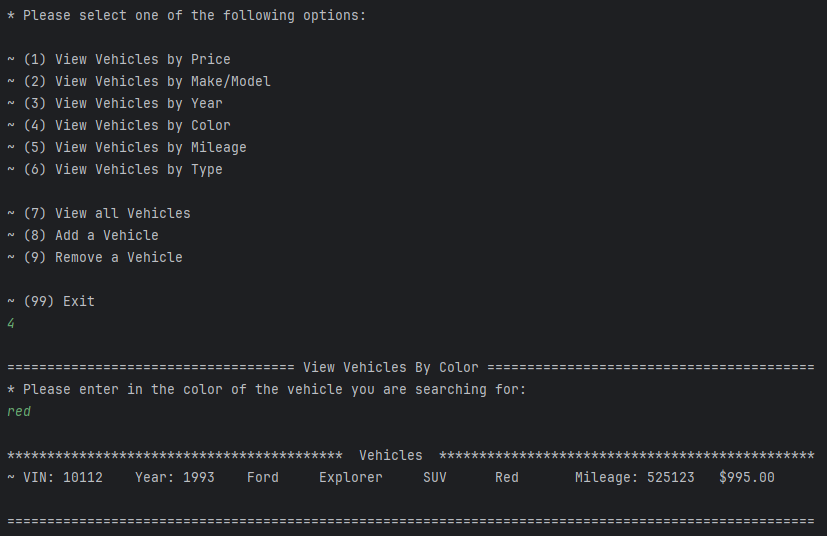 * Please select one of the following options:
~ (1) View Vehicles by Price
~ (2) View Vehicles by Make/Model
~ (3) View Vehicles by Year
~ (4) View Vehicles by Color
~ (5) View Vehicles by Mileage
~ (6) View Vehicles by Type
~ (7) View all Vehicles
~ (8) Add a Vehicle
~ (9) Remove a Vehicle
~ (99) Exit
4
==================================== View Vehicles By Color =========================================
* Please enter in the color of the vehicle you are searching for:
red
******************************************  Vehicles  ***********************************************
~ VIN: 10112    Year: 1993    Ford     Explorer     SUV      Red       Mileage: 525123   $995.00
=====================================================================================================